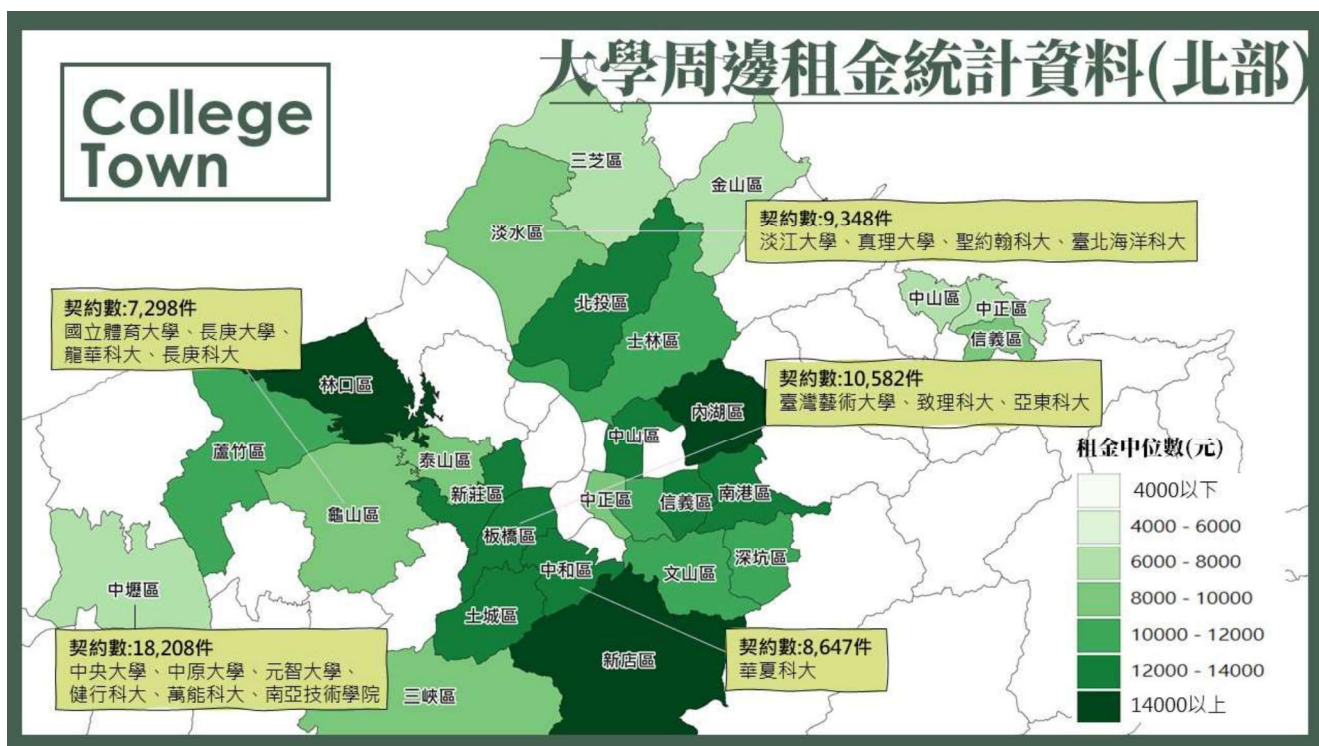 大學周邊租金統計資料(北部)
College
Town
三芝區
金山區
契約數:9,348件
淡江大學、真理大學、聖約翰科大、臺北海洋科大
淡水區
北投區
士林區
中山區
中正區
信義區
契約數:7,298件
國立體育大學、長庚大學、
龍華科大、長庚科大
林口區
內湖區
契約數:10,582件
臺灣藝術大學、致理科大、亞東科大
蘆竹區
泰山區
中山區
龜山區
新莊區
中正區
信義區
南港區
板橋區
中和區
文山區
深坑區
中壢區
土城區
新店區
三峽區
契約數:18,208件
中央大學、中原大學、元智大學、
健行科大、萬能科大、南亞技術學院
契約數:8,647件
華夏科大
租金中位數(元)
4000以下
4000 - 6000
6000 - 8000
8000 - 10000
10000 - 12000
12000 - 14000
14000以上